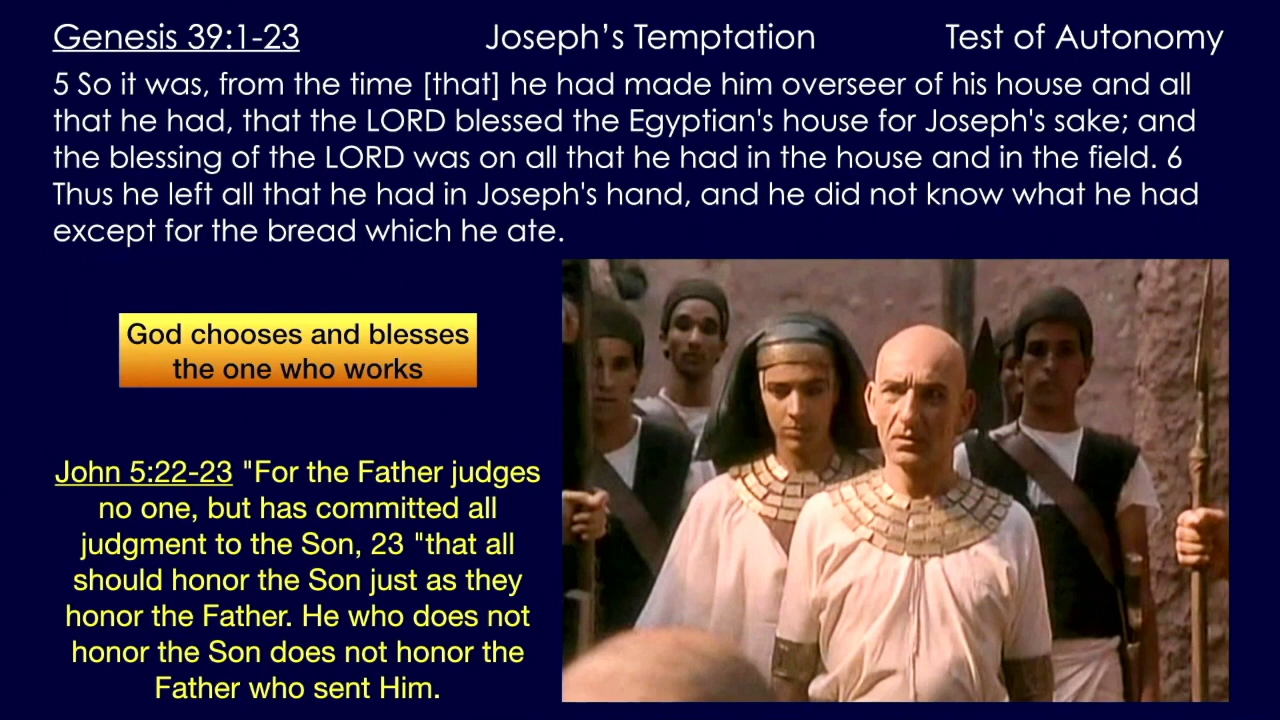 Genesis 39:1-23 Joseph’s Temptation Test of Autonomy
5 So it was, from the time [that] he had made him overseer of his house and all
that he had, that the LORD blessed the Egyptian's house for Joseph's sake; and
the blessing of the LORD was on all that he had in the house and in the field. 6
Thus he left all that he had in Joseph's hand, and he did not know what he had
except for the bread which he ate.
God chooses and blesses
the one who works
John 5:22-23 "For the Father judges
no one, but has committed all
judgment to the Son, 23 "that all
should honor the Son just as they
honor the Father. He who does not
honor the Son does not honor the
Father who sent Him.